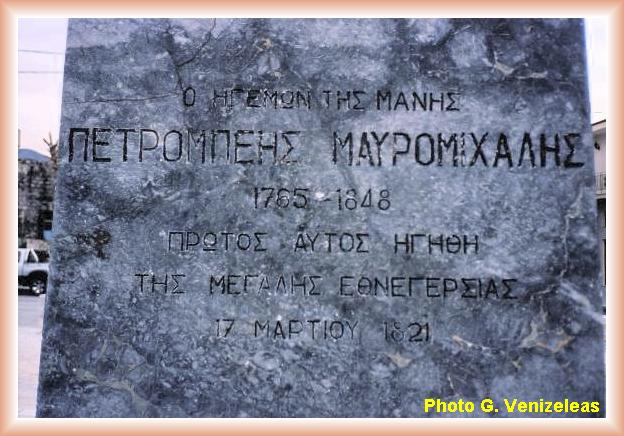 Ο ΗΓΕΜΩΝ ΤΗΣ ΜΑΝΗΣ
ΠΕΤΡΟΜΠΕΗΣ ΜΑΥΡΟΜΙΧΑΛΗΣ
1765-1848
ΠΡΩΤΟΣ ΑΥΤΟΣ ΗΓΗΘΗ
ΤΗΣ ΜΕΓΑΛΗΣ ΕΘΝΕΓΕΡΣΙΑΣ
17 ΜΑΡΤΙΟΥ 1821
Photo G. Venizeleas